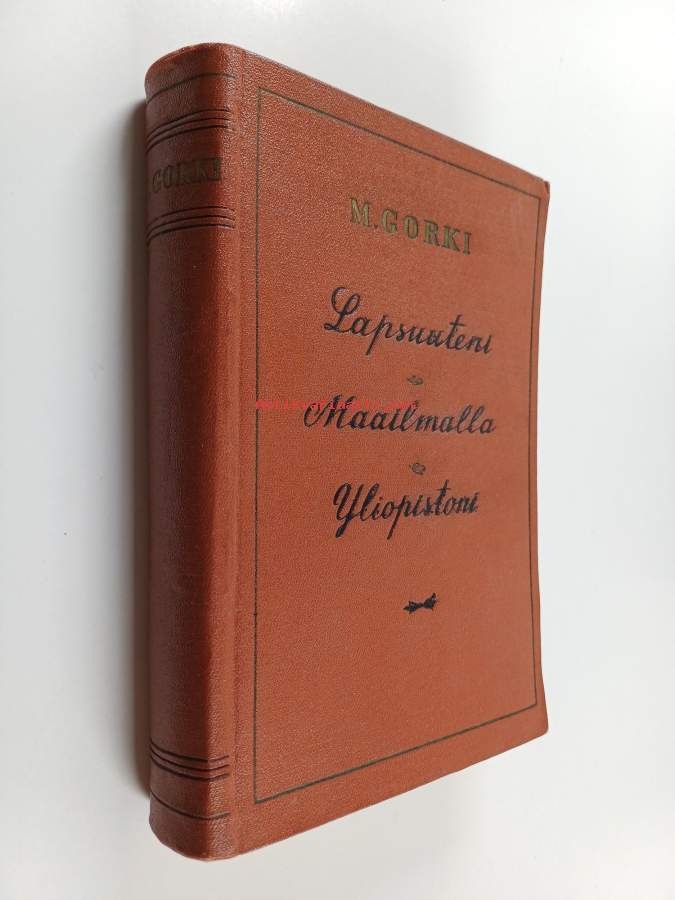 GORKI
M. GORKI
Lapsuuteni
Maailmalla
Yliopistoni